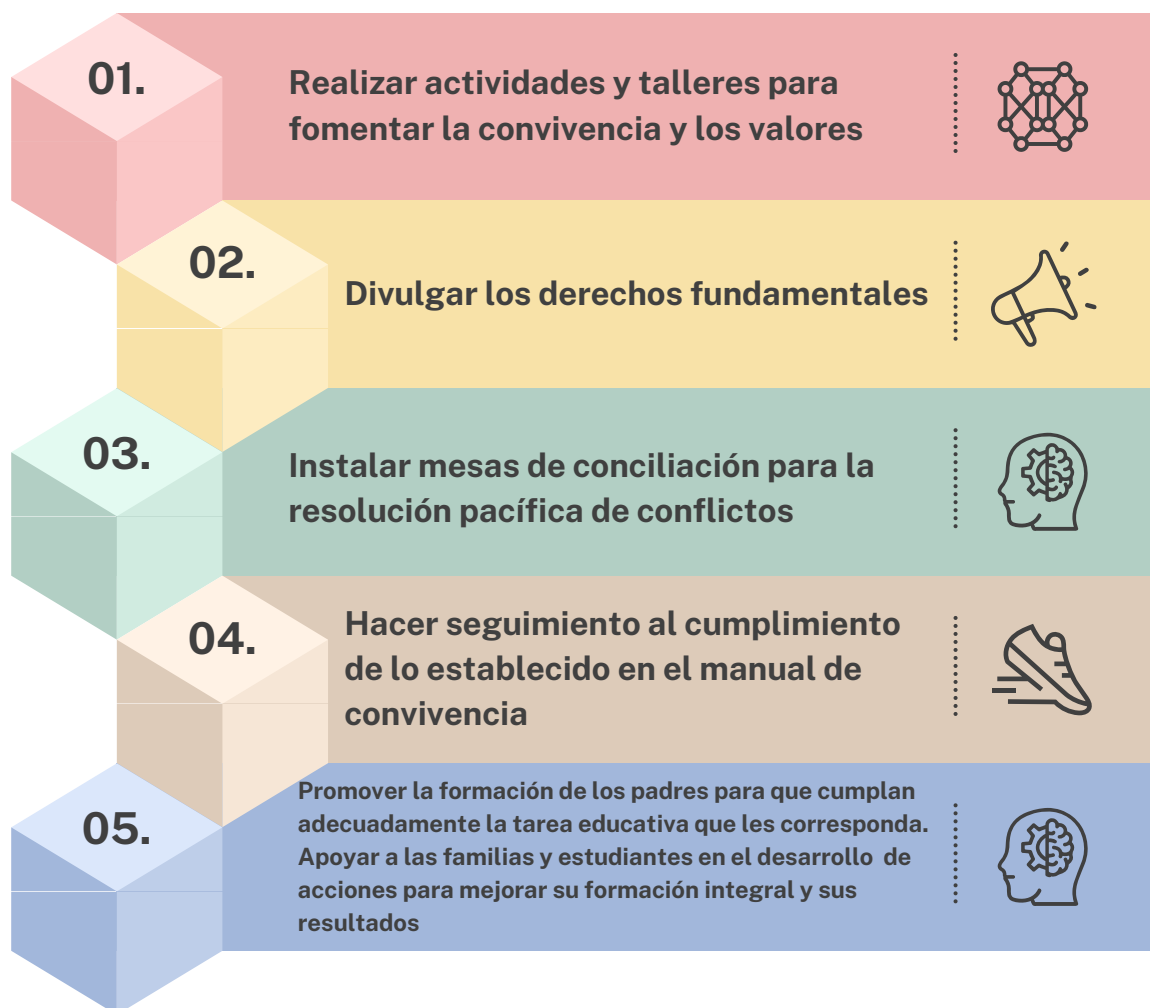 01.
Realizar actividades y talleres para
fomentar la convivencia y los valores
02.
Divulgar los derechos fundamentales
03.
Instalar mesas de conciliación para la
resolución pacífica de conflictos
04.
Hacer seguimiento al cumplimiento
de lo establecido en el manual de
convivencia
05.
Promover la formación de los padres para que cumplan
adecuadamente la tarea educativa que les corresponda.
Apoyar a las familias y estudiantes en el desarrollo de
acciones para mejorar su formación integral y sus
resultados